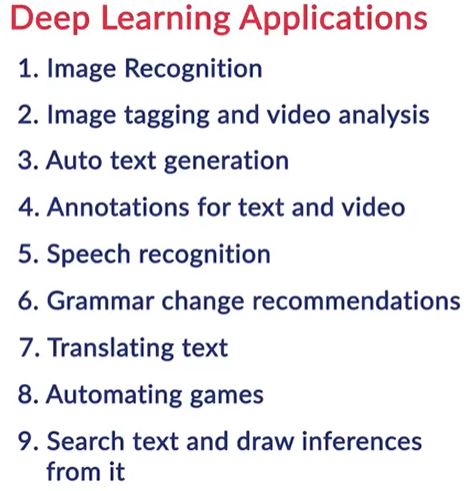 Deep Learning Applications
1. Image Recognition
2. Image tagging and video analysis
3. Auto text generation
4. Annotations for text and video
5. Speech recognition
6. Grammar change recommendations
7. Translating text
8. Automating games
9. Search text and draw inferences
from it